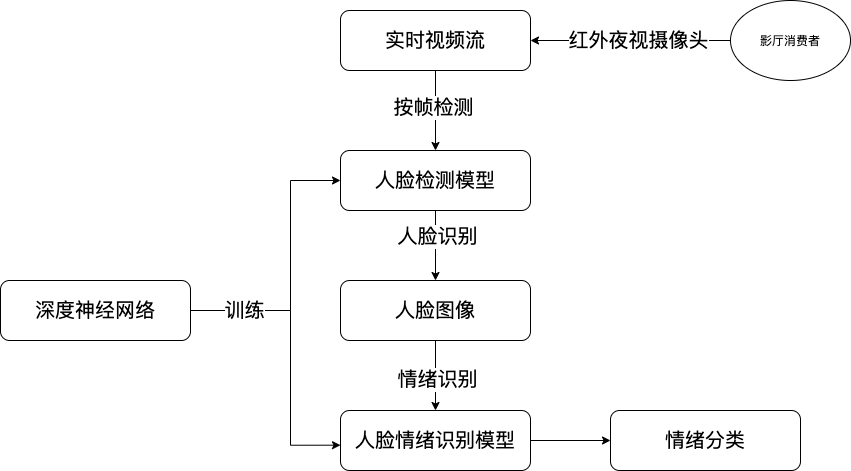 实时视频流
红外夜视摄像头
影厅消费者
按帧检测
人脸检测模型
人脸识别
深度神经网络
训练
人脸图像
情绪识别
人脸情绪识别模型
情绪分类